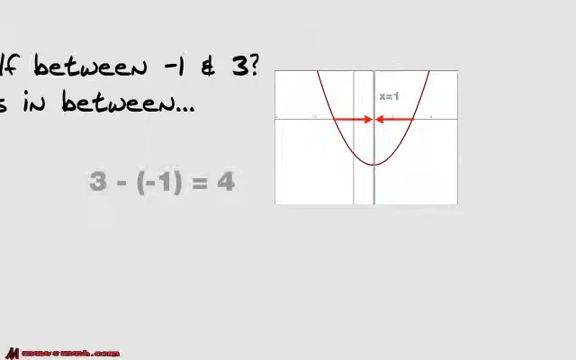 lf between -1 & 3?
s in between...
x=1
3 - (-1) = 4